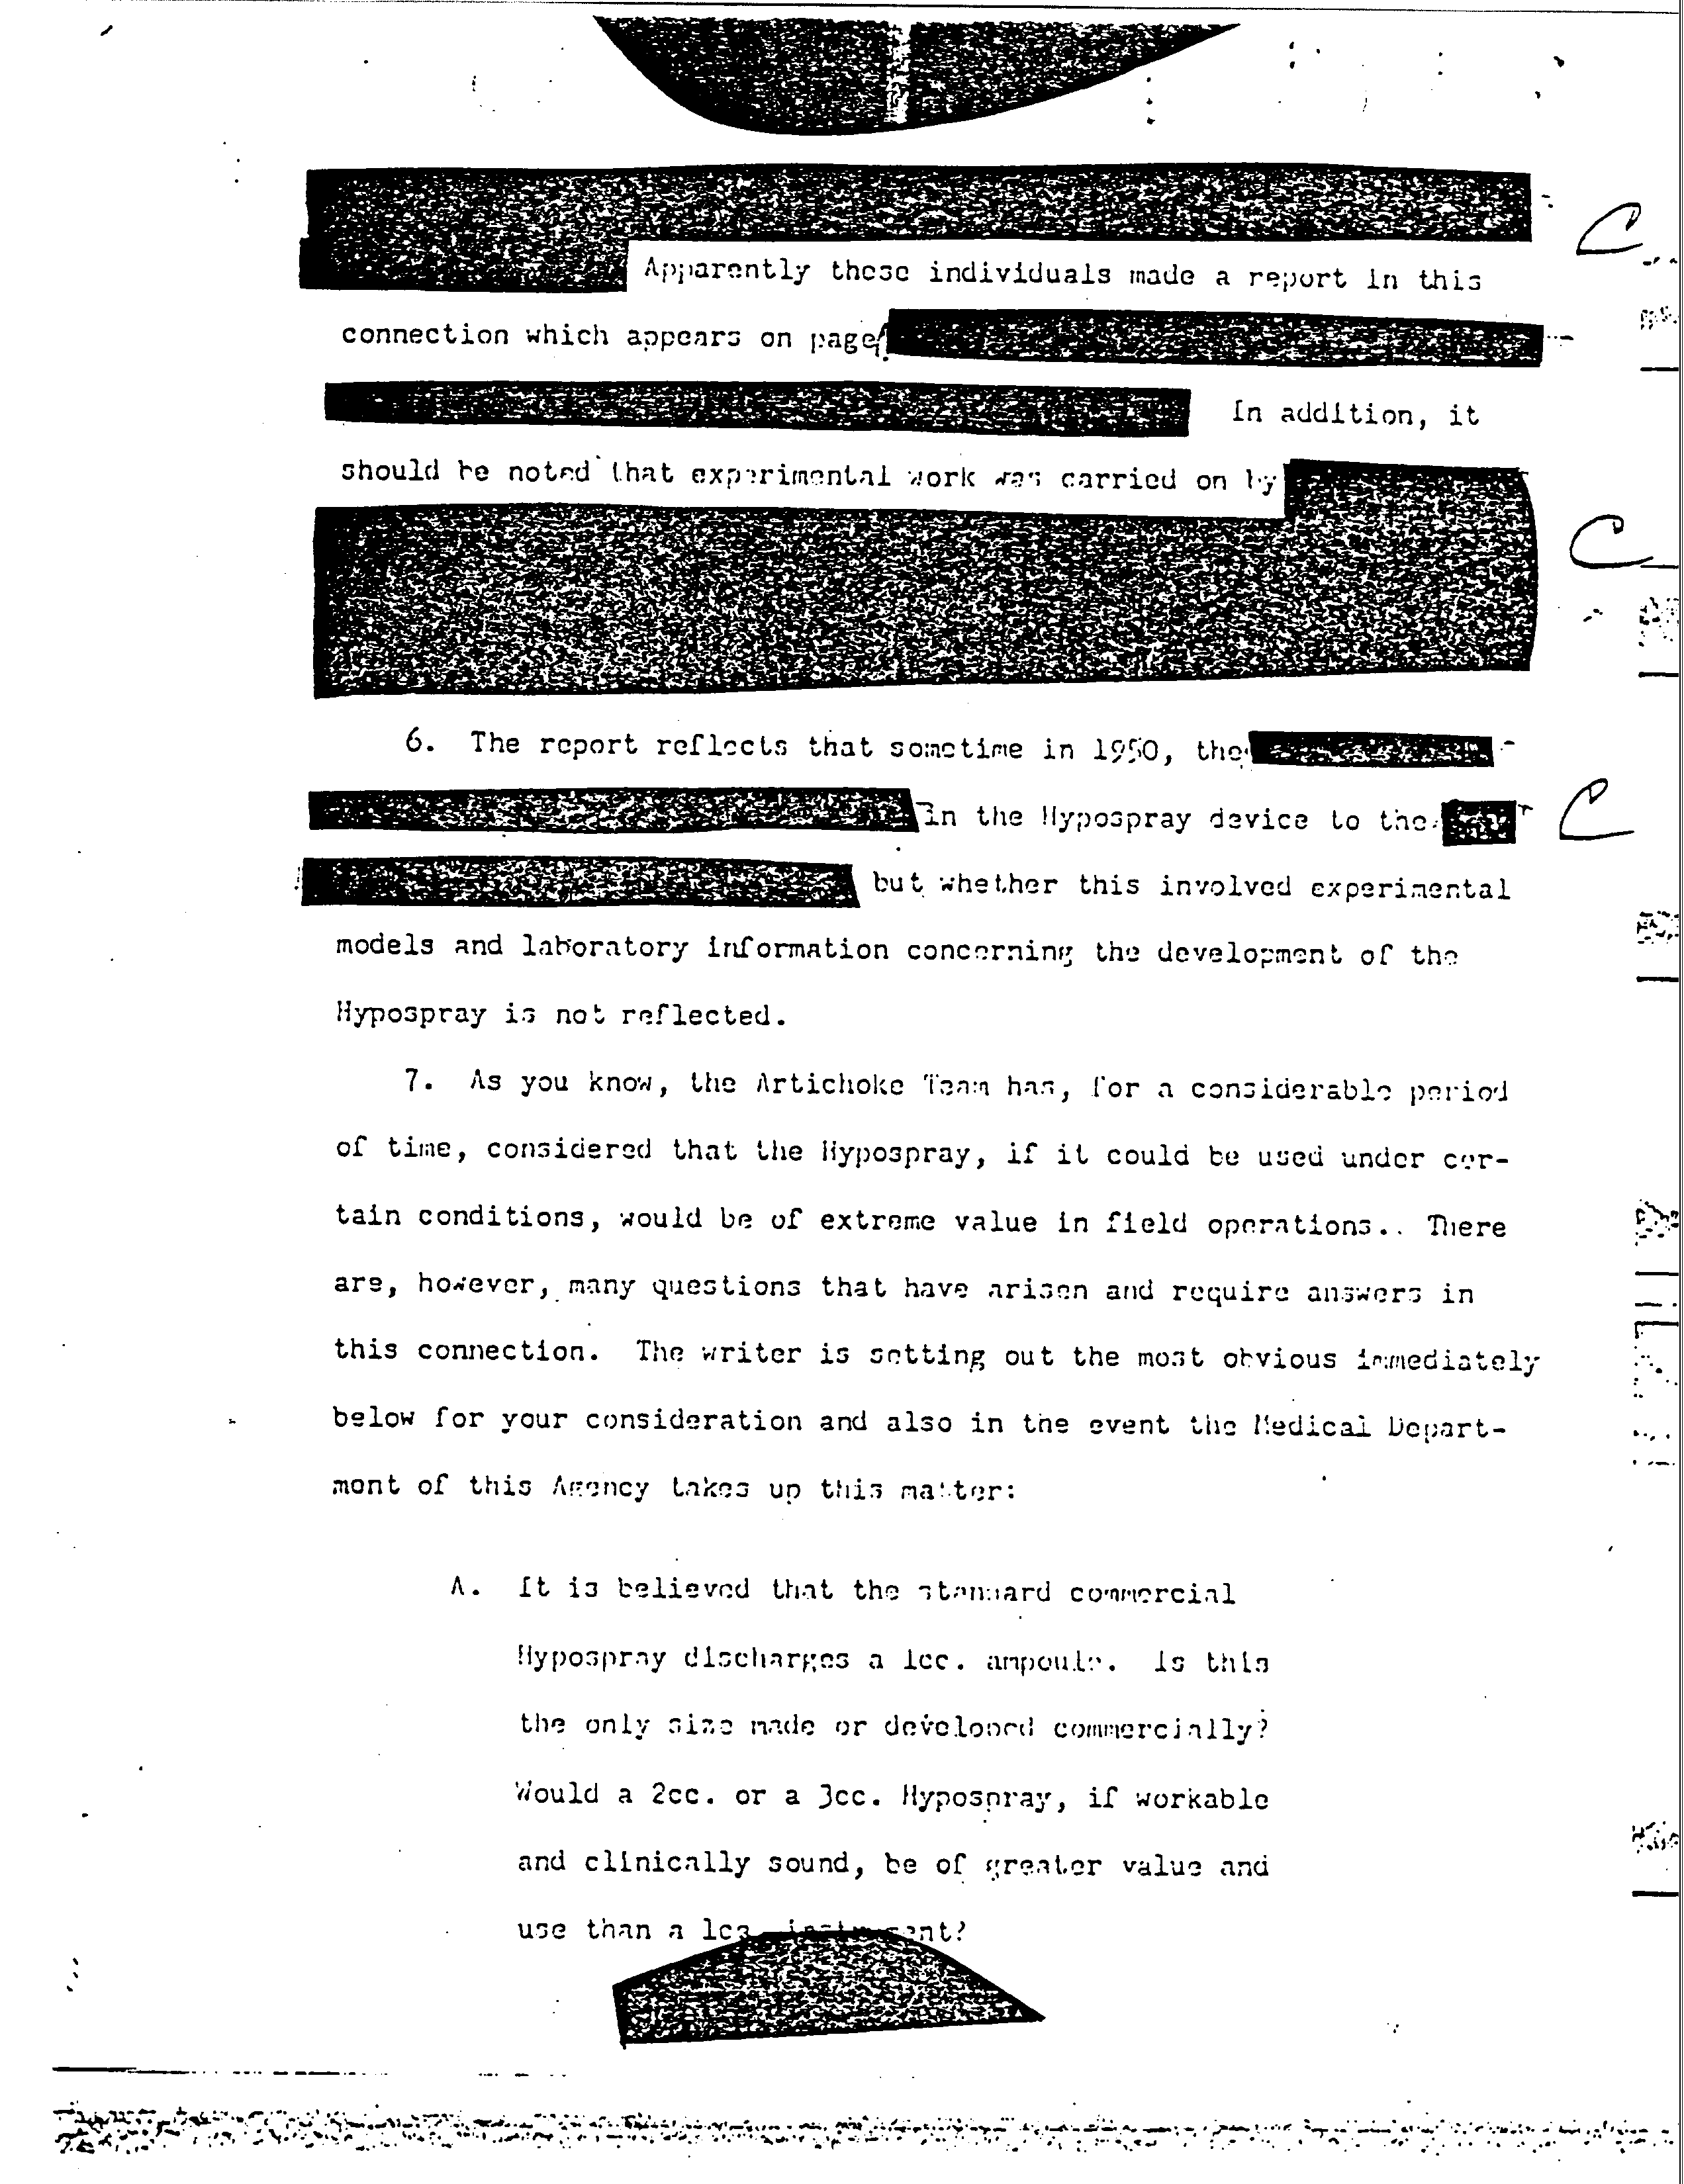 C
Apparently these individuals made a report in this
connection which appears on page
In addition, it
should be noted that experimental work was carried on by
C
6. The report reflects that sometime in 1950, the
in the Hypospray device to the
C
but whether this involved experimental
models and laboratory information concerning the development of the
Hypospray is not reflected.
7. As you know, the Artichoke Team has, for a considerable period
of time, considered that the Hypospray, if it could be used under cer-
tain conditions, would be of extreme value in field operations.. There
are, however, many questions that have arisen and require answers in
this connection. The writer is setting out the most obvious immediately
below for your consideration and also in the event the Medical Depart-
ment of this Agency takes up this matter:
A. It is believed that the standard commercial
Hypospray discharges a 1cc. ampoule. Is this
the only size made or developed commercially?
Would a 2cc. or a 3cc. Hypospray, if workable
and clinically sound, be of greater value and
use than a 1cc. instrument?